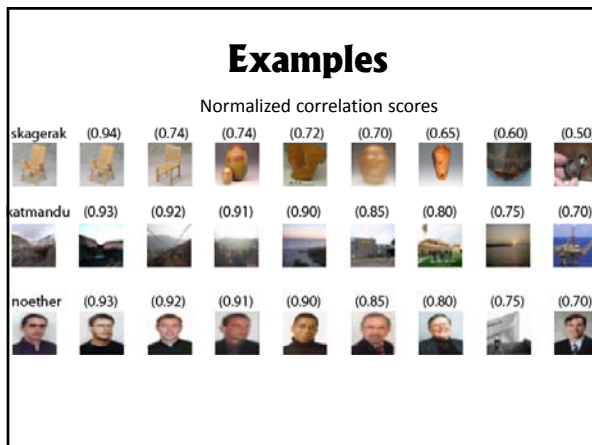 Examples
Normalized correlation scores
skagerak (0.94) (0.74) (0.74) (0.72) (0.70) (0.65) (0.60) (0.50)
katmandu (0.93) (0.92) (0.91) (0.90) (0.85) (0.80) (0.75) (0.70)
noether (0.93) (0.92) (0.91) (0.90) (0.85) (0.80) (0.75) (0.70)